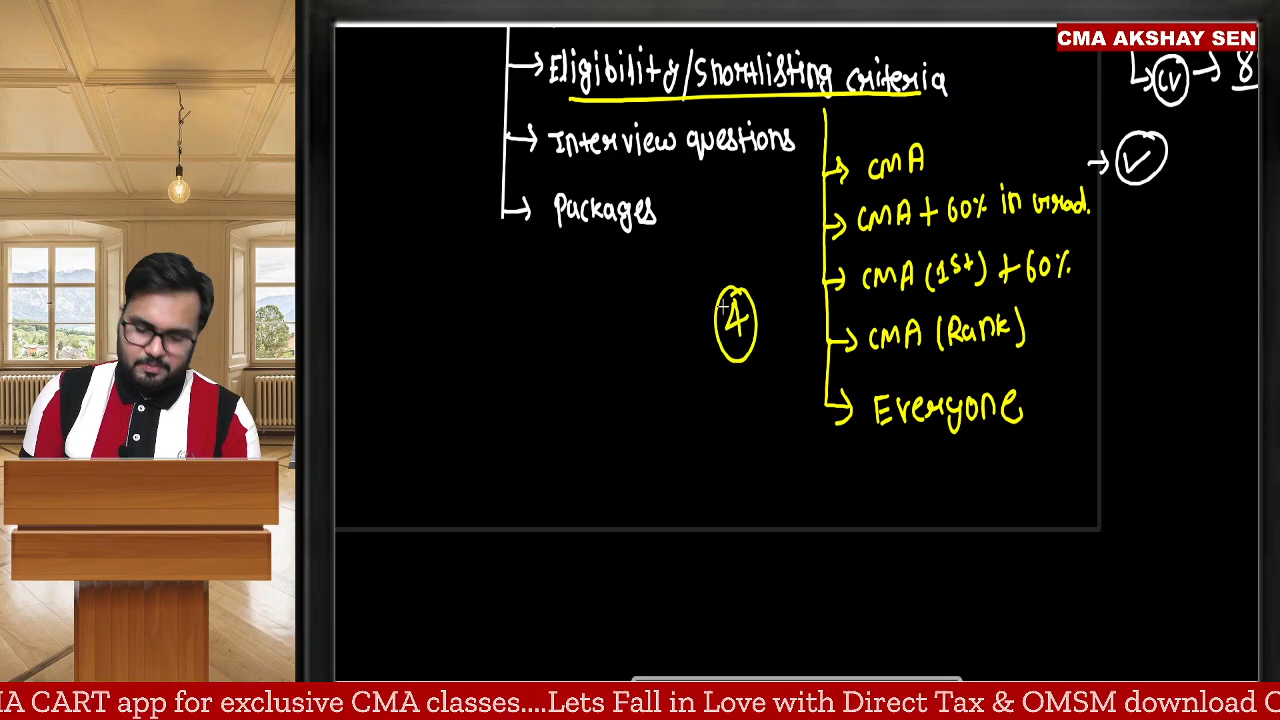 CMA AKSHAY SEN
Eligibility/Shortlisting criteria
CV → 8
Interview questions
CMA
CMA + 60% in Grad.
Packages
CMA (1st) + 60%
4
CMA (Rank)
Everyone
MA CART app for exclusive CMA classes....Lets Fall in Love with Direct Tax & OMSM download C